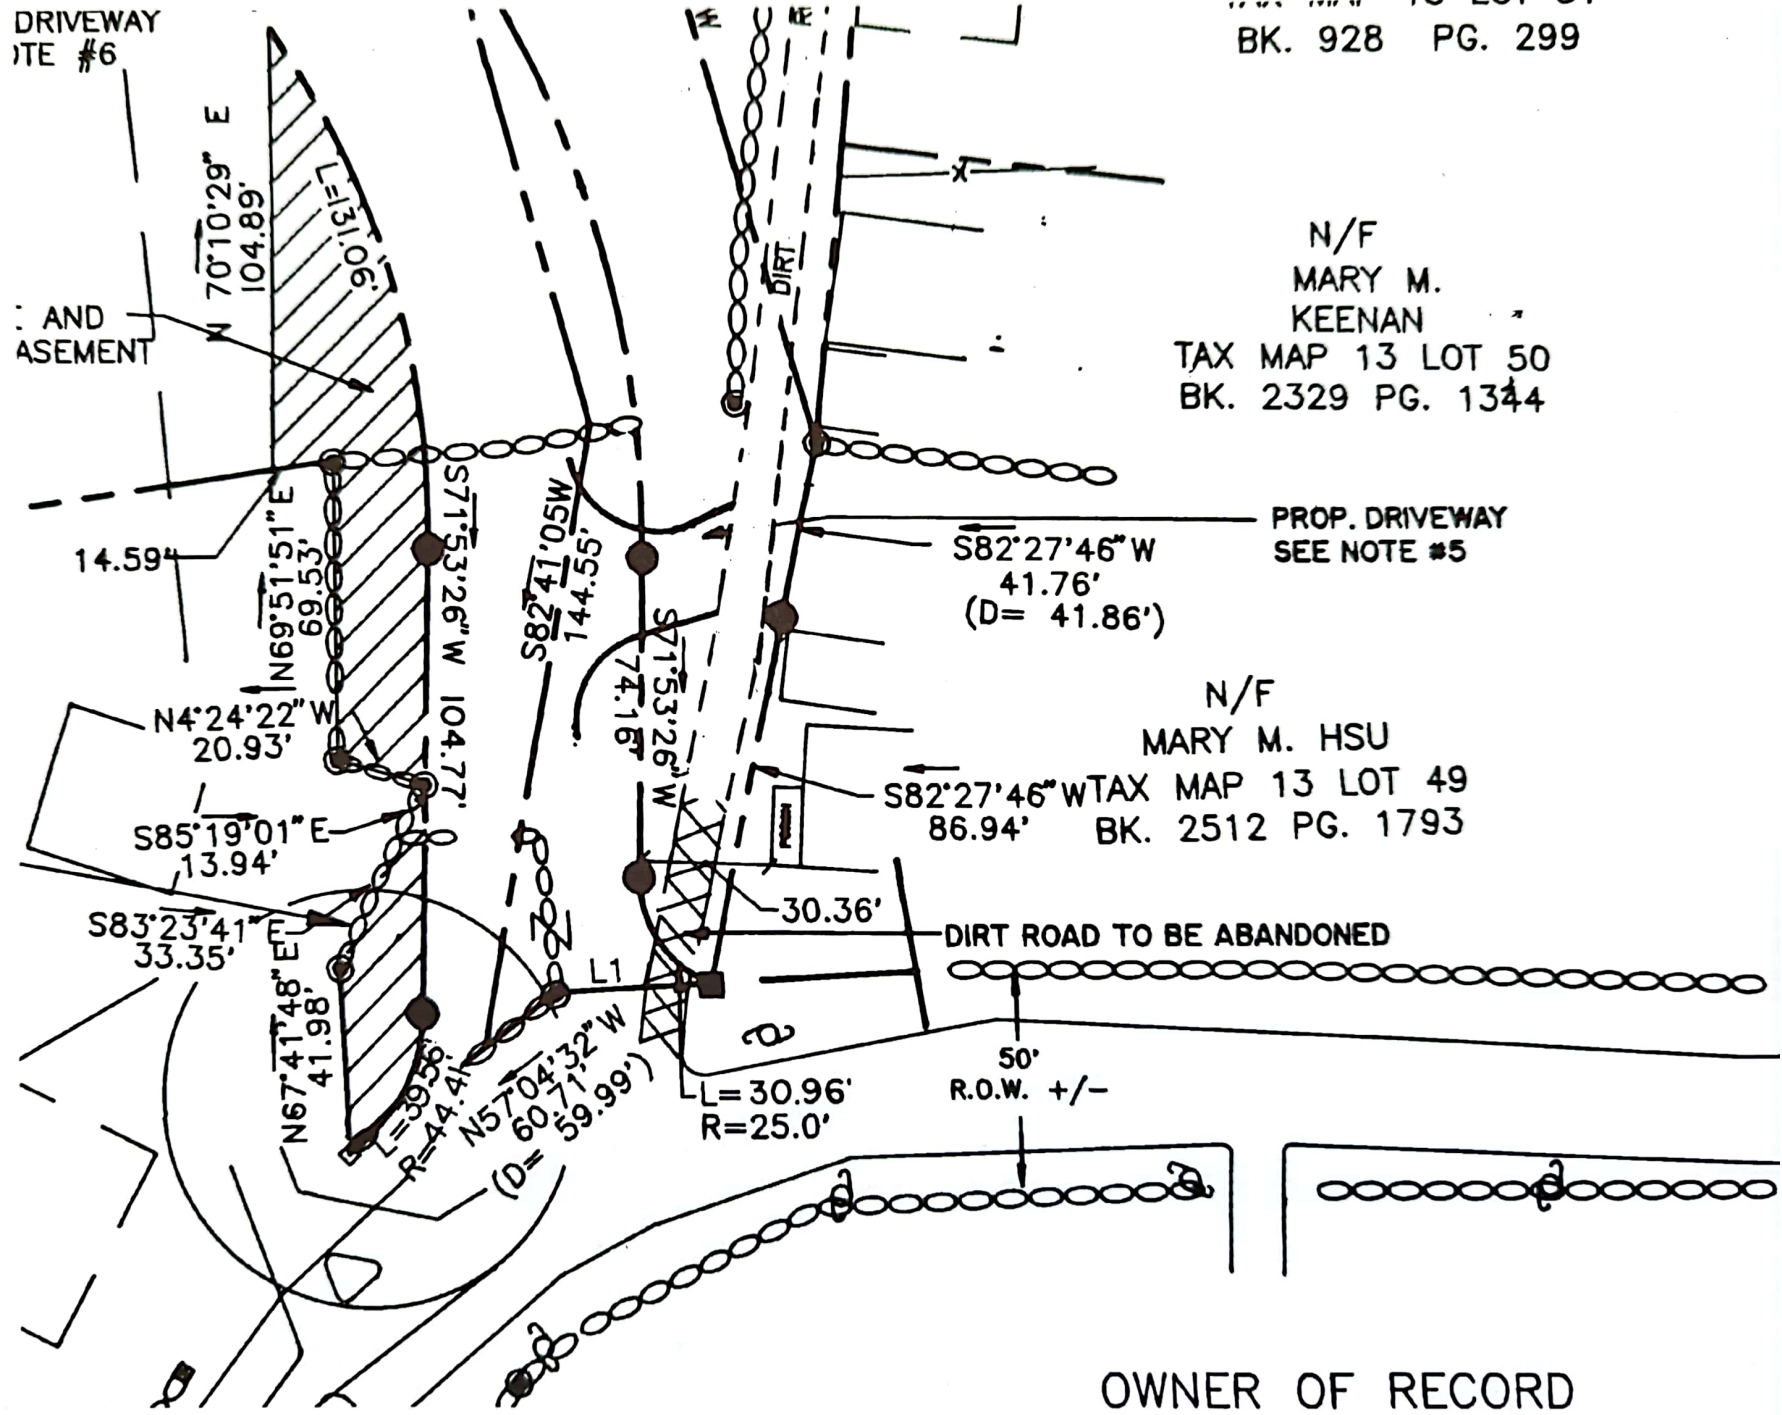 DRIVEWAY
#6
BK. 928 PG. 299
N 70°10'29" E
104.89'
L=131.06'
DIRT
N/F
MARY M.
KEENAN
TAX MAP 13 LOT 50
BK. 2329 PG. 1344
: AND
ASEMENT
14.59'
N69°51'51"E
69.53'
S71°53'26"W 104.77'
S82°41'05W
144.55'
S71°53'26"W
74.16'
PROP. DRIVEWAY
SEE NOTE #5
S82°27'46"W
41.76'
(D= 41.86')
N4°24'22"W
20.93'
N/F
MARY M. HSU
TAX MAP 13 LOT 49
BK. 2512 PG. 1793
S82°27'46"W
86.94'
S85°19'01"E
13.94'
S83°23'41"E
33.35'
30.36'
DIRT ROAD TO BE ABANDONED
L1
N67°41'48"E
41.98'
L=39.56'
R=44.41'
N57°04'32"W
60.71'
(D= 59.99')
L=30.96'
R=25.0'
50'
R.O.W. +/-
OWNER OF RECORD